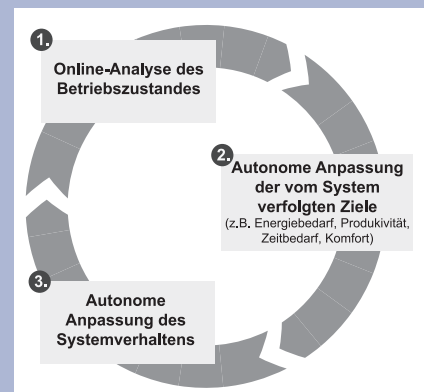 1.
Online-Analyse des
Betriebszustandes
2.
Autonome Anpassung
der vom System
verfolgten Ziele
(z.B. Energiebedarf, Produkivität,
Zeitbedarf, Komfort)
3.
Autonome
Anpassung des
Systemverhaltens